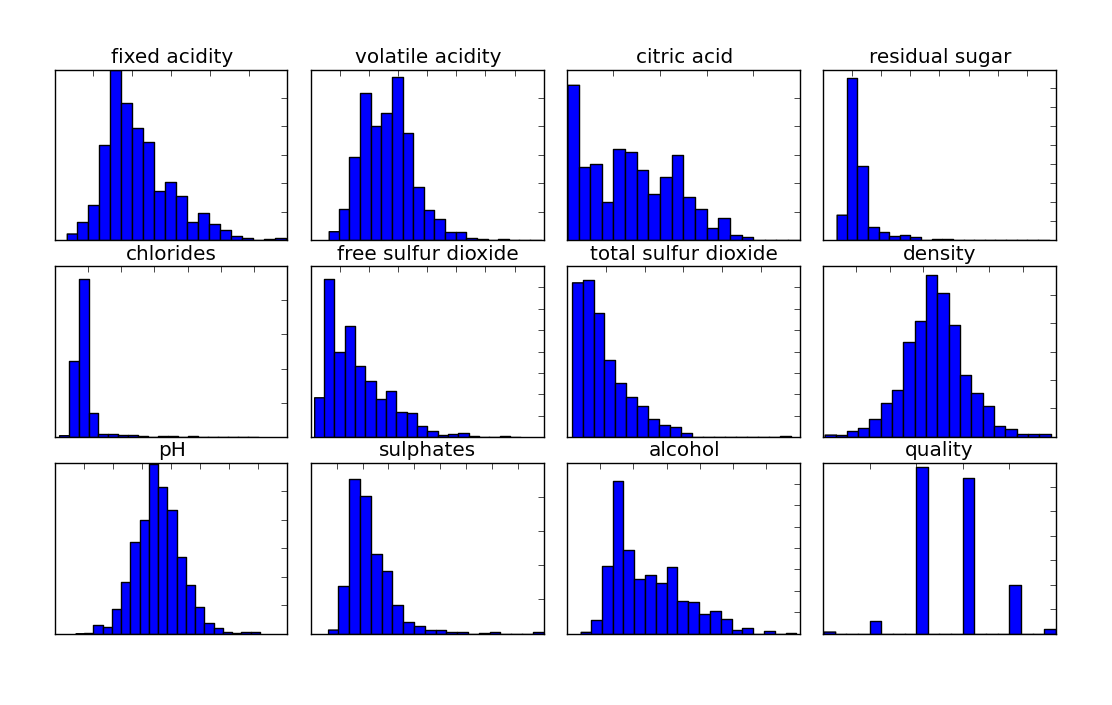 fixed acidity
volatile acidity
citric acid
residual sugar
chlorides
free sulfur dioxide
total sulfur dioxide
density
pH
sulphates
alcohol
quality